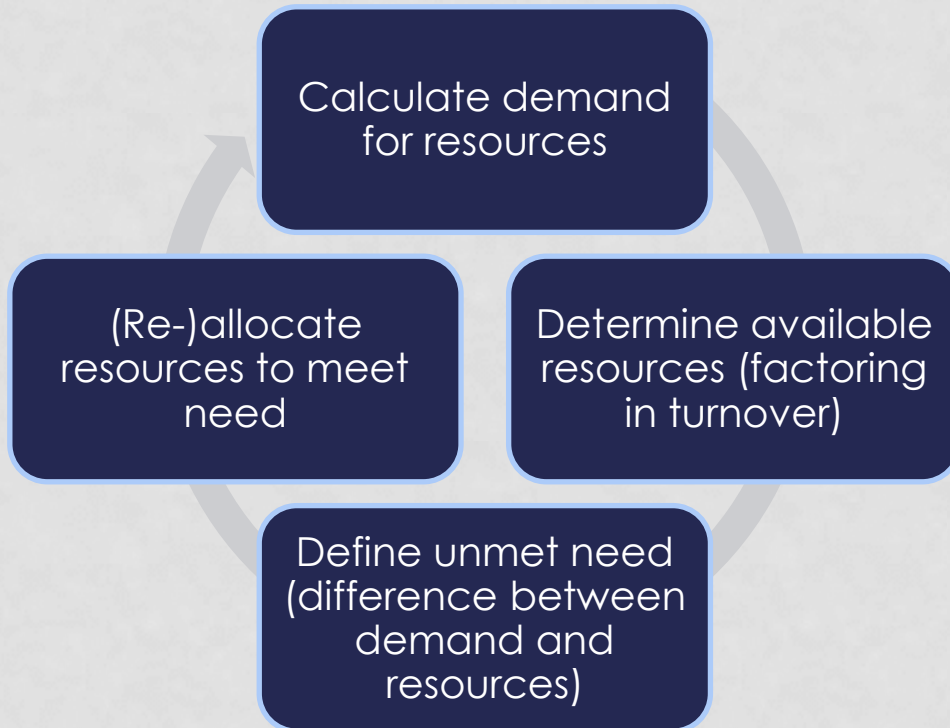 Calculate demand
for resources
Determine available
resources (factoring
in turnover)
Define unmet need
(difference between
demand and
resources)
(Re-)allocate
resources to meet
need